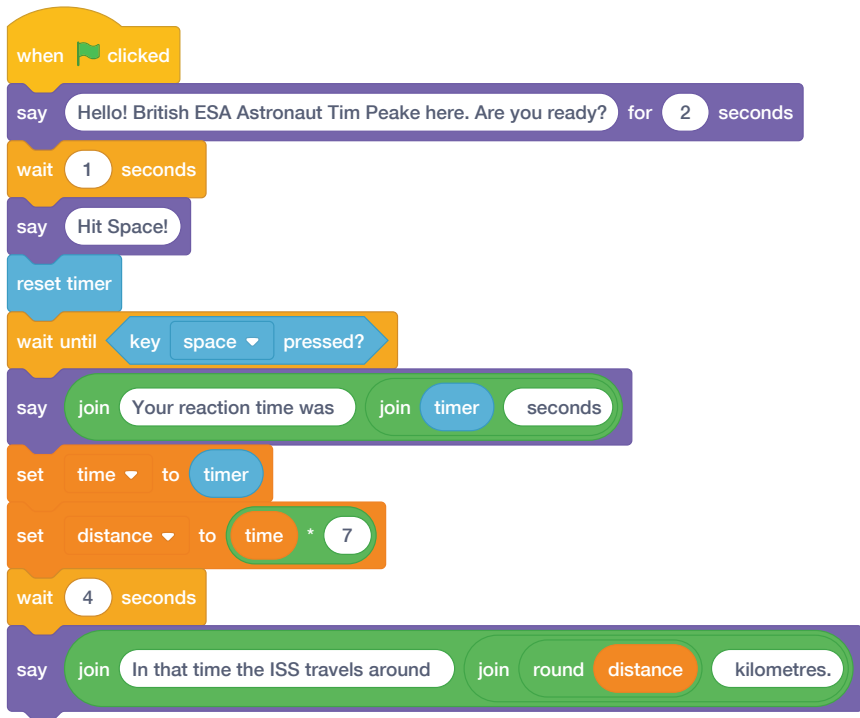 when clicked
say Hello! British ESA Astronaut Tim Peake here. Are you ready? for 2 seconds
wait 1 seconds
say Hit Space!
reset timer
wait until key space pressed?
say join Your reaction time was join timer seconds
set time to timer
set distance to time * 7
wait 4 seconds
say join In that time the ISS travels around join round distance kilometres.